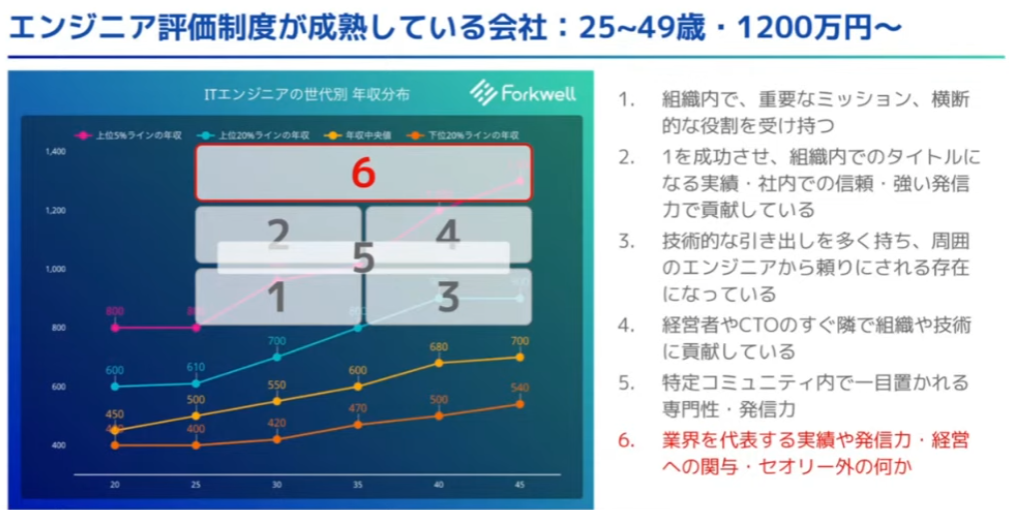 エンジニア評価制度が成熟している会社：25~49歳・1200万円〜
ITエンジニアの世代別 年収分布
Forkwell
上位5%ラインの年収 上位20%ラインの年収 年収中央値 下位20%ラインの年収
1,400
1,200
1,000
800
600
400
6
2
4
5
1
3
800
600
610
700
450
500
550
600
680
700
400
420
470
500
540
20 25 30 35 40 45
1. 組織内で、重要なミッション、横断
的な役割を受け持つ
2. 1を成功させ、組織内でのタイトルに
なる実績・社内での信頼・強い発信
力で貢献している
3. 技術的な引き出しを多く持ち、周囲
のエンジニアから頼りにされる存在
になっている
4. 経営者やCTOのすぐ隣で組織や技術
に貢献している
5. 特定コミュニティ内で一目置かれる
専門性・発信力
6. 業界を代表する実績や発信力・経営
への関与・セオリー外の何か